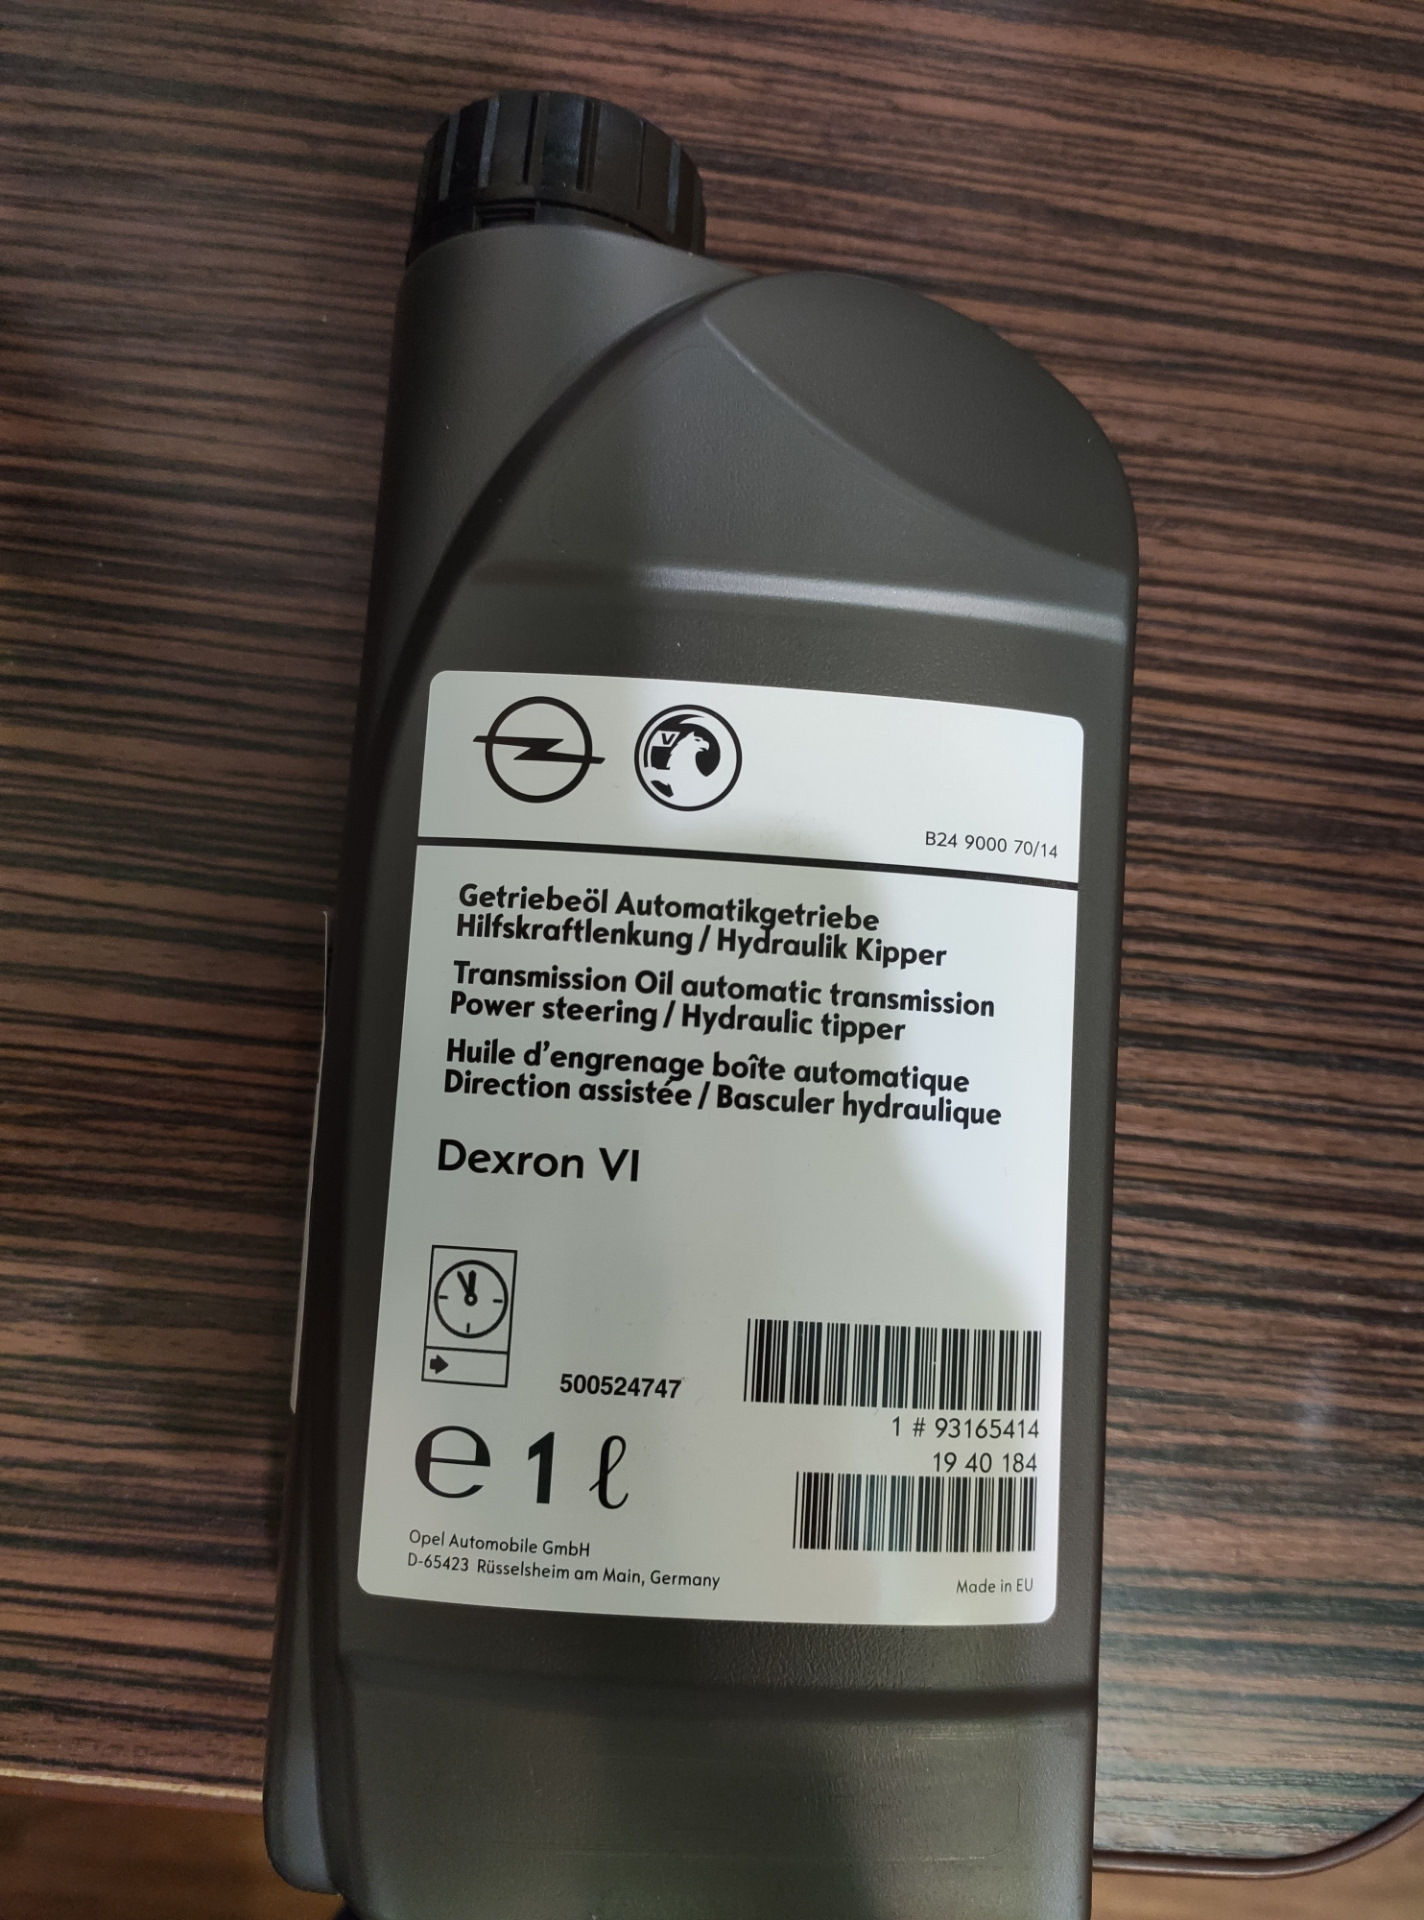 V
B24 9000 70/14
Getriebeöl Automatikgetriebe
Hilfskraftlenkung / Hydraulik Kipper
Transmission Oil automatic transmission
Power steering / Hydraulic tipper
Huile d'engrenage boîte automatique
Direction assistée / Basculer hydraulique
Dexron VI
500524747
1 # 93165414
19 40 184
e 1 ℓ
Opel Automobile GmbH
D-65423 Rüsselsheim am Main, Germany
Made in EU